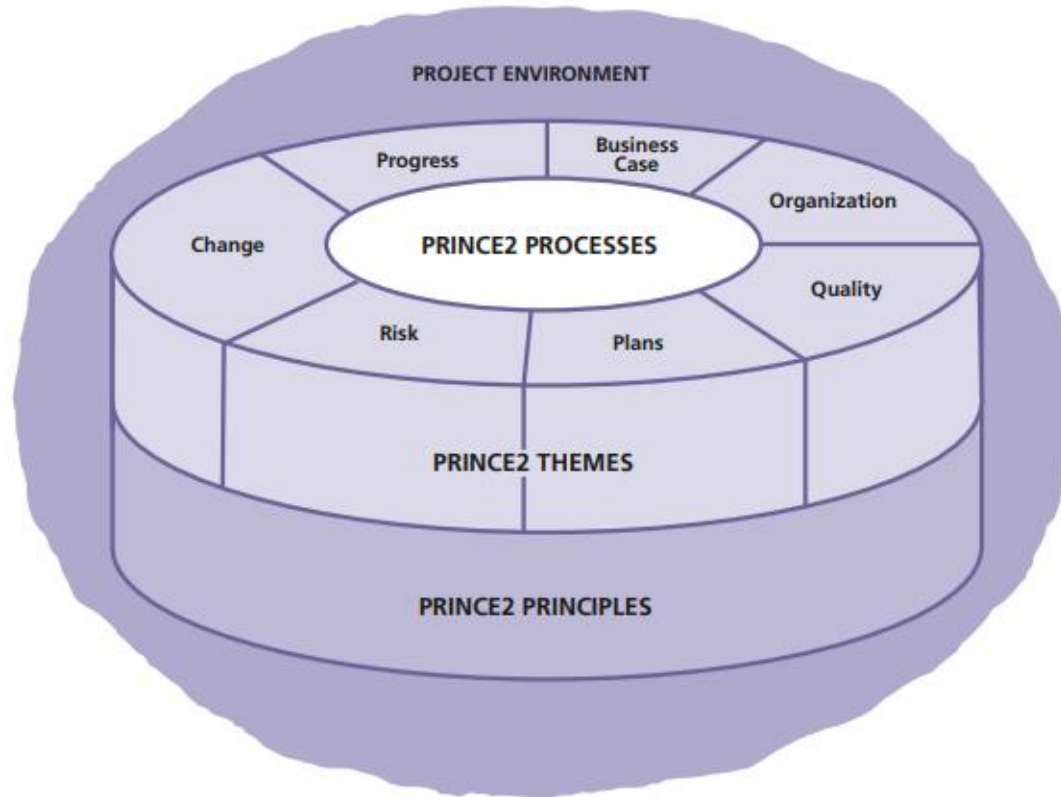 PROJECT ENVIRONMENT
Progress
Business
Case
Organization
Change
PRINCE2 PROCESSES
Quality
Risk
Plans
PRINCE2 THEMES
PRINCE2 PRINCIPLES